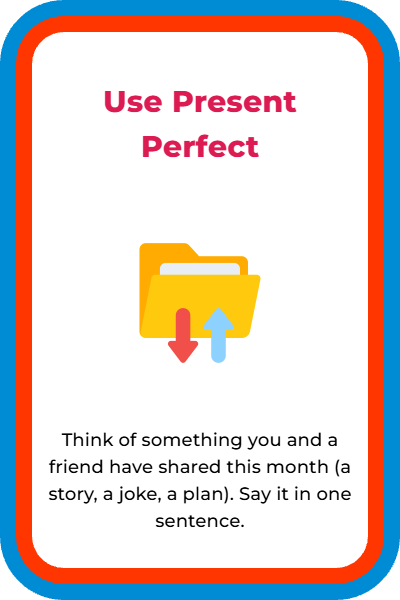 Use Present
Perfect
Think of something you and a
friend have shared this month (a
story, a joke, a plan). Say it in one
sentence.